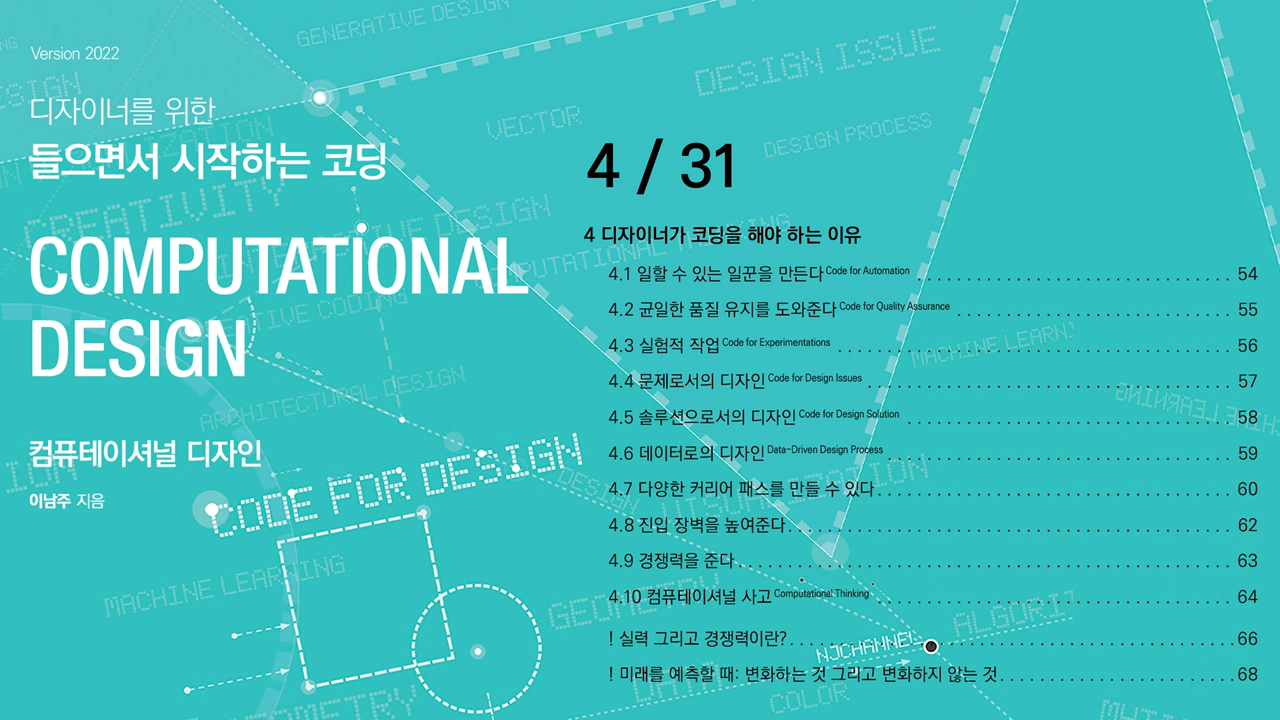 Version 2022
디자이너를 위한
들으면서 시작하는 코딩
COMPUTATIONAL
DESIGN
컴퓨테이셔널 디자인
이남주 지음
GENERATIVE DESIGN
DESIGN ISSUE
VECTOR
DESIGN PROCESS
CREATIVITY
ARCHITECTURAL DESIGN
CODE FOR DESIGN
MACHINE LEARNING
GEOMETRY
4 / 31
4 디자이너가 코딩을 해야 하는 이유
4.1 일할 수 있는 일꾼을 만든다 Code for Automation 54
4.2 균일한 품질 유지를 도와준다 Code for Quality Assurance 55
4.3 실험적 작업 Code for Experimentations 56
4.4 문제로서의 디자인 Code for Design Issues 57
4.5 솔루션으로서의 디자인 Code for Design Solution 58
4.6 데이터로의 디자인 Data-Driven Design Process 59
4.7 다양한 커리어 패스를 만들 수 있다 60
4.8 진입 장벽을 높여준다 62
4.9 경쟁력을 준다 63
4.10 컴퓨테이셔널 사고 Computational Thinking 64
! 실력 그리고 경쟁력이란? 66
! 미래를 예측할 때: 변화하는 것 그리고 변화하지 않는 것 68
NJCHANNEL
COLOR